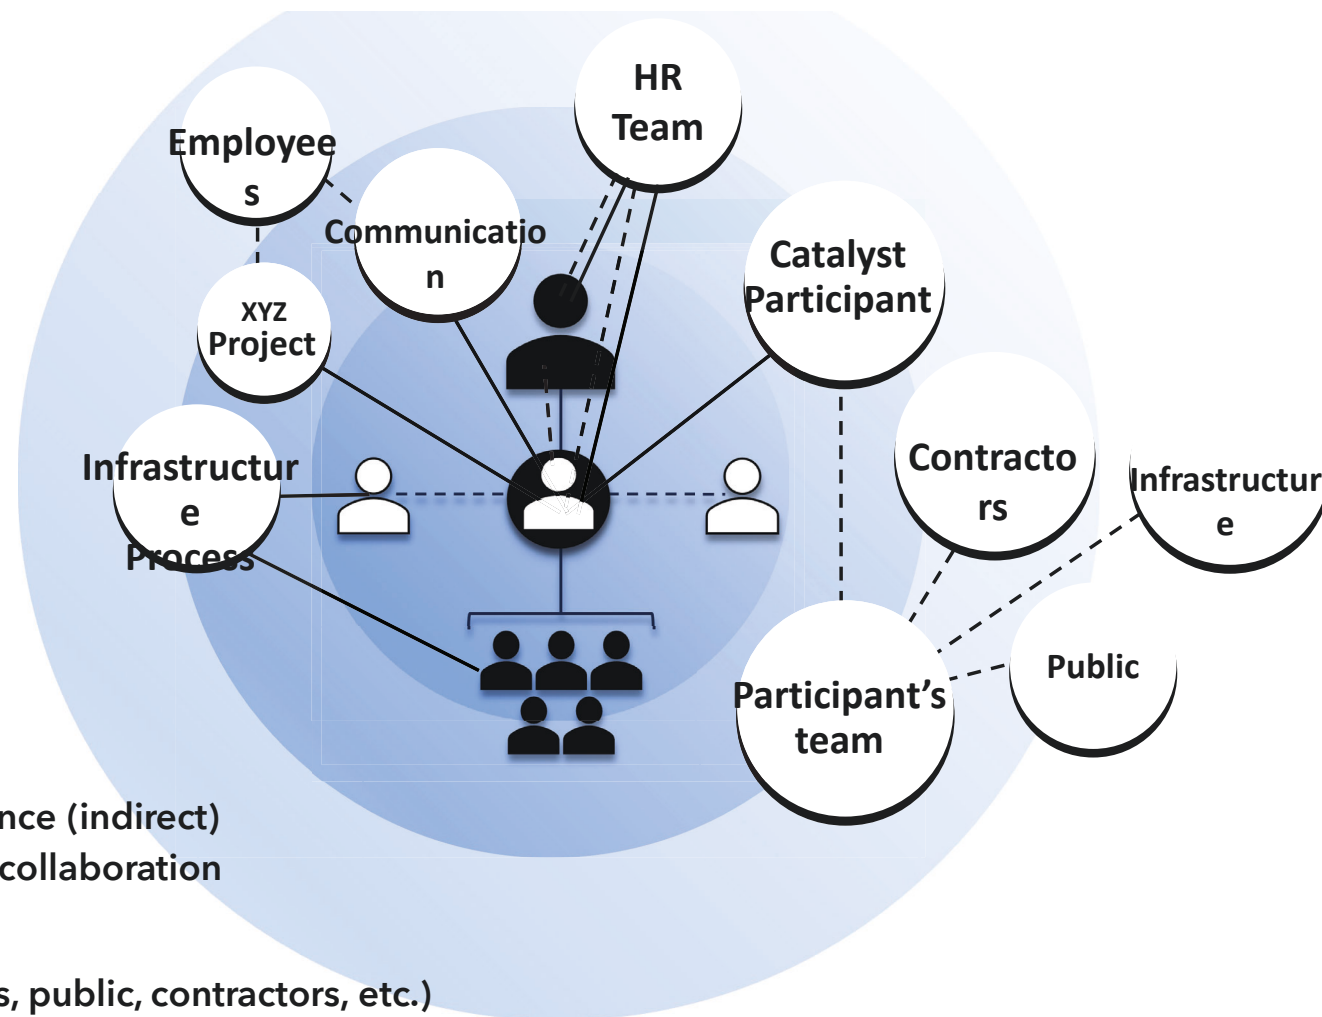 HR
Team
Employee
s
Communicatio
n
Catalyst
Participant
XYZ
Project
Contracto
rs
Infrastructur
e
Process
Infrastructur
e
Public
Participant’s
team
nce (indirect)
collaboration
s, public, contractors, etc.)